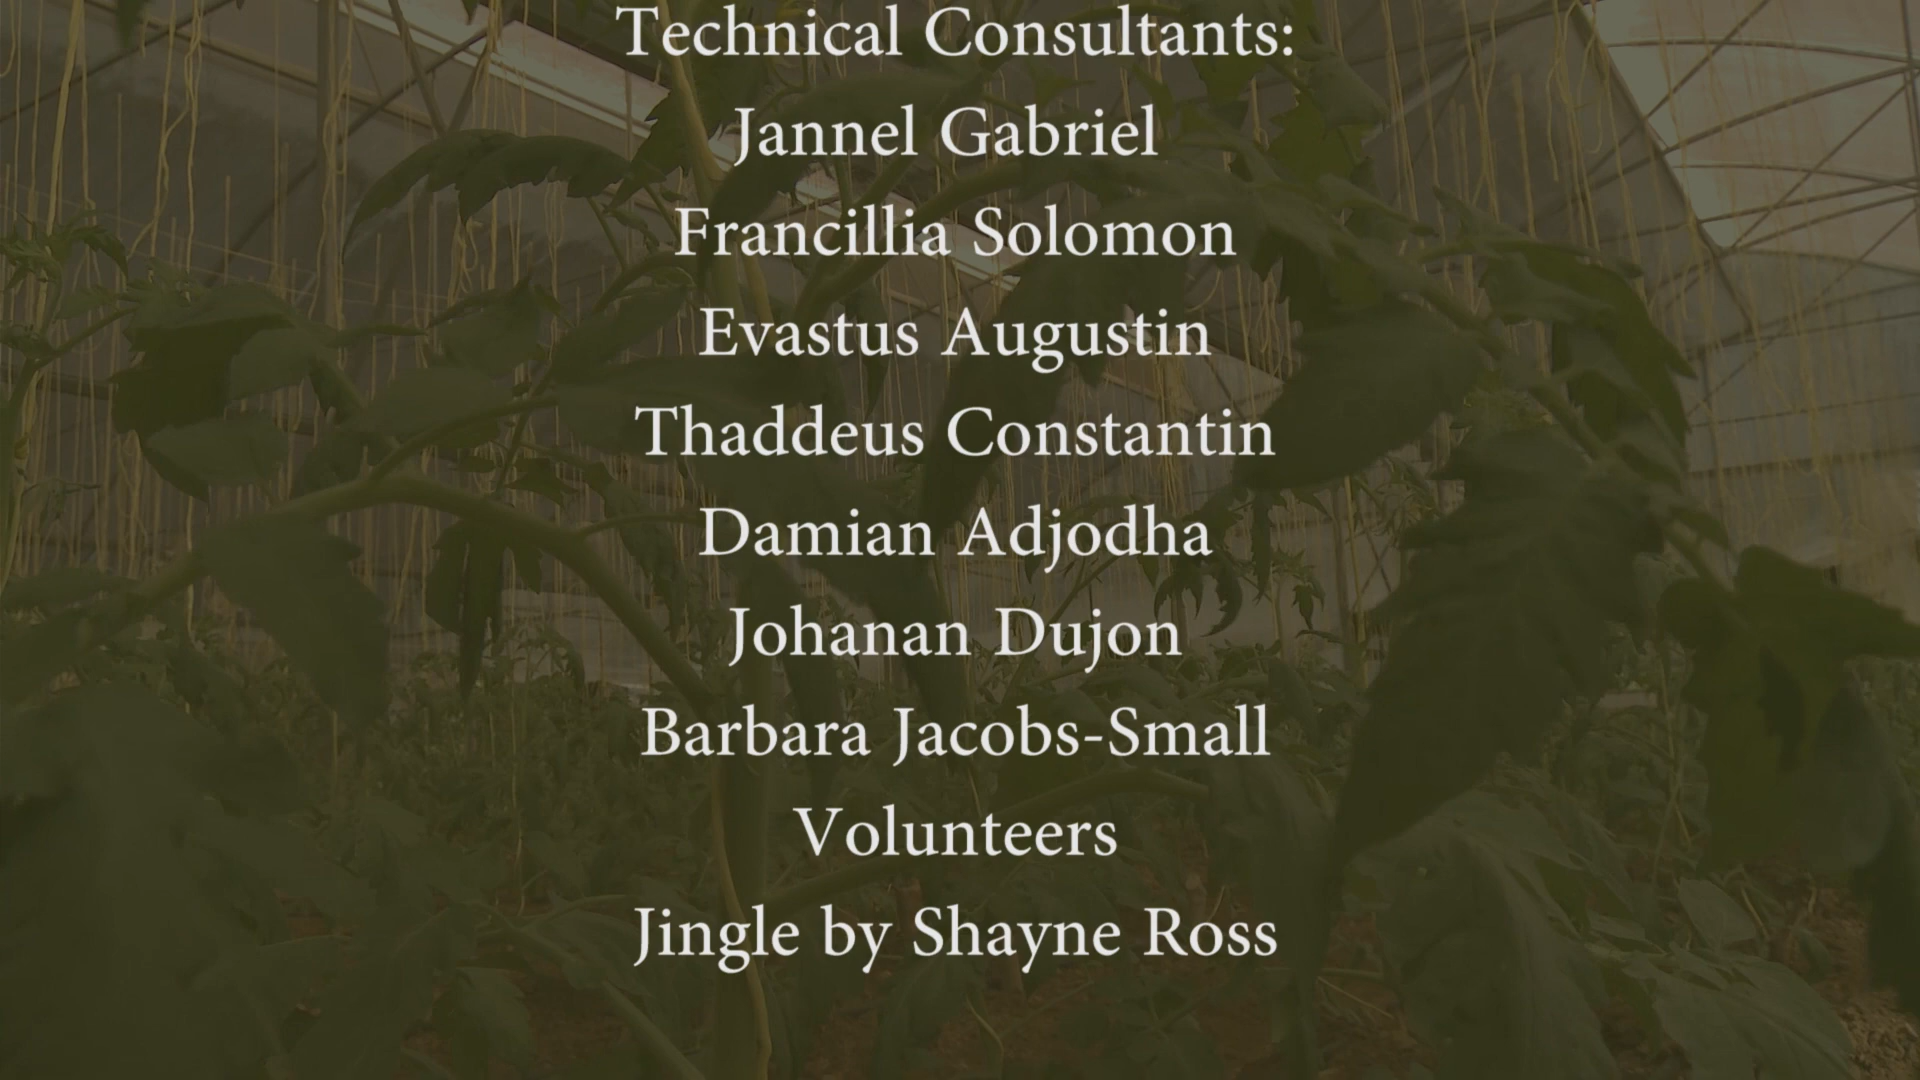 Technical Consultants:
Jannel Gabriel
Francillia Solomon
Evastus Augustin
Thaddeus Constantin
Damian Adjodha
Johanan Dujon
Barbara Jacobs-Small
Volunteers
Jingle by Shayne Ross